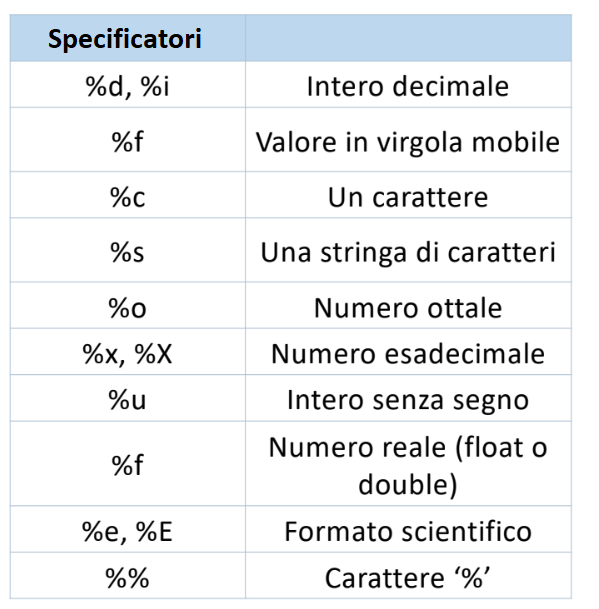 Specificatori
%d, %i Intero decimale
%f Valore in virgola mobile
%c Un carattere
%s Una stringa di caratteri
%o Numero ottale
%x, %X Numero esadecimale
%u Intero senza segno
%f Numero reale (float o
double)
%e, %E Formato scientifico
%% Carattere ‘%’